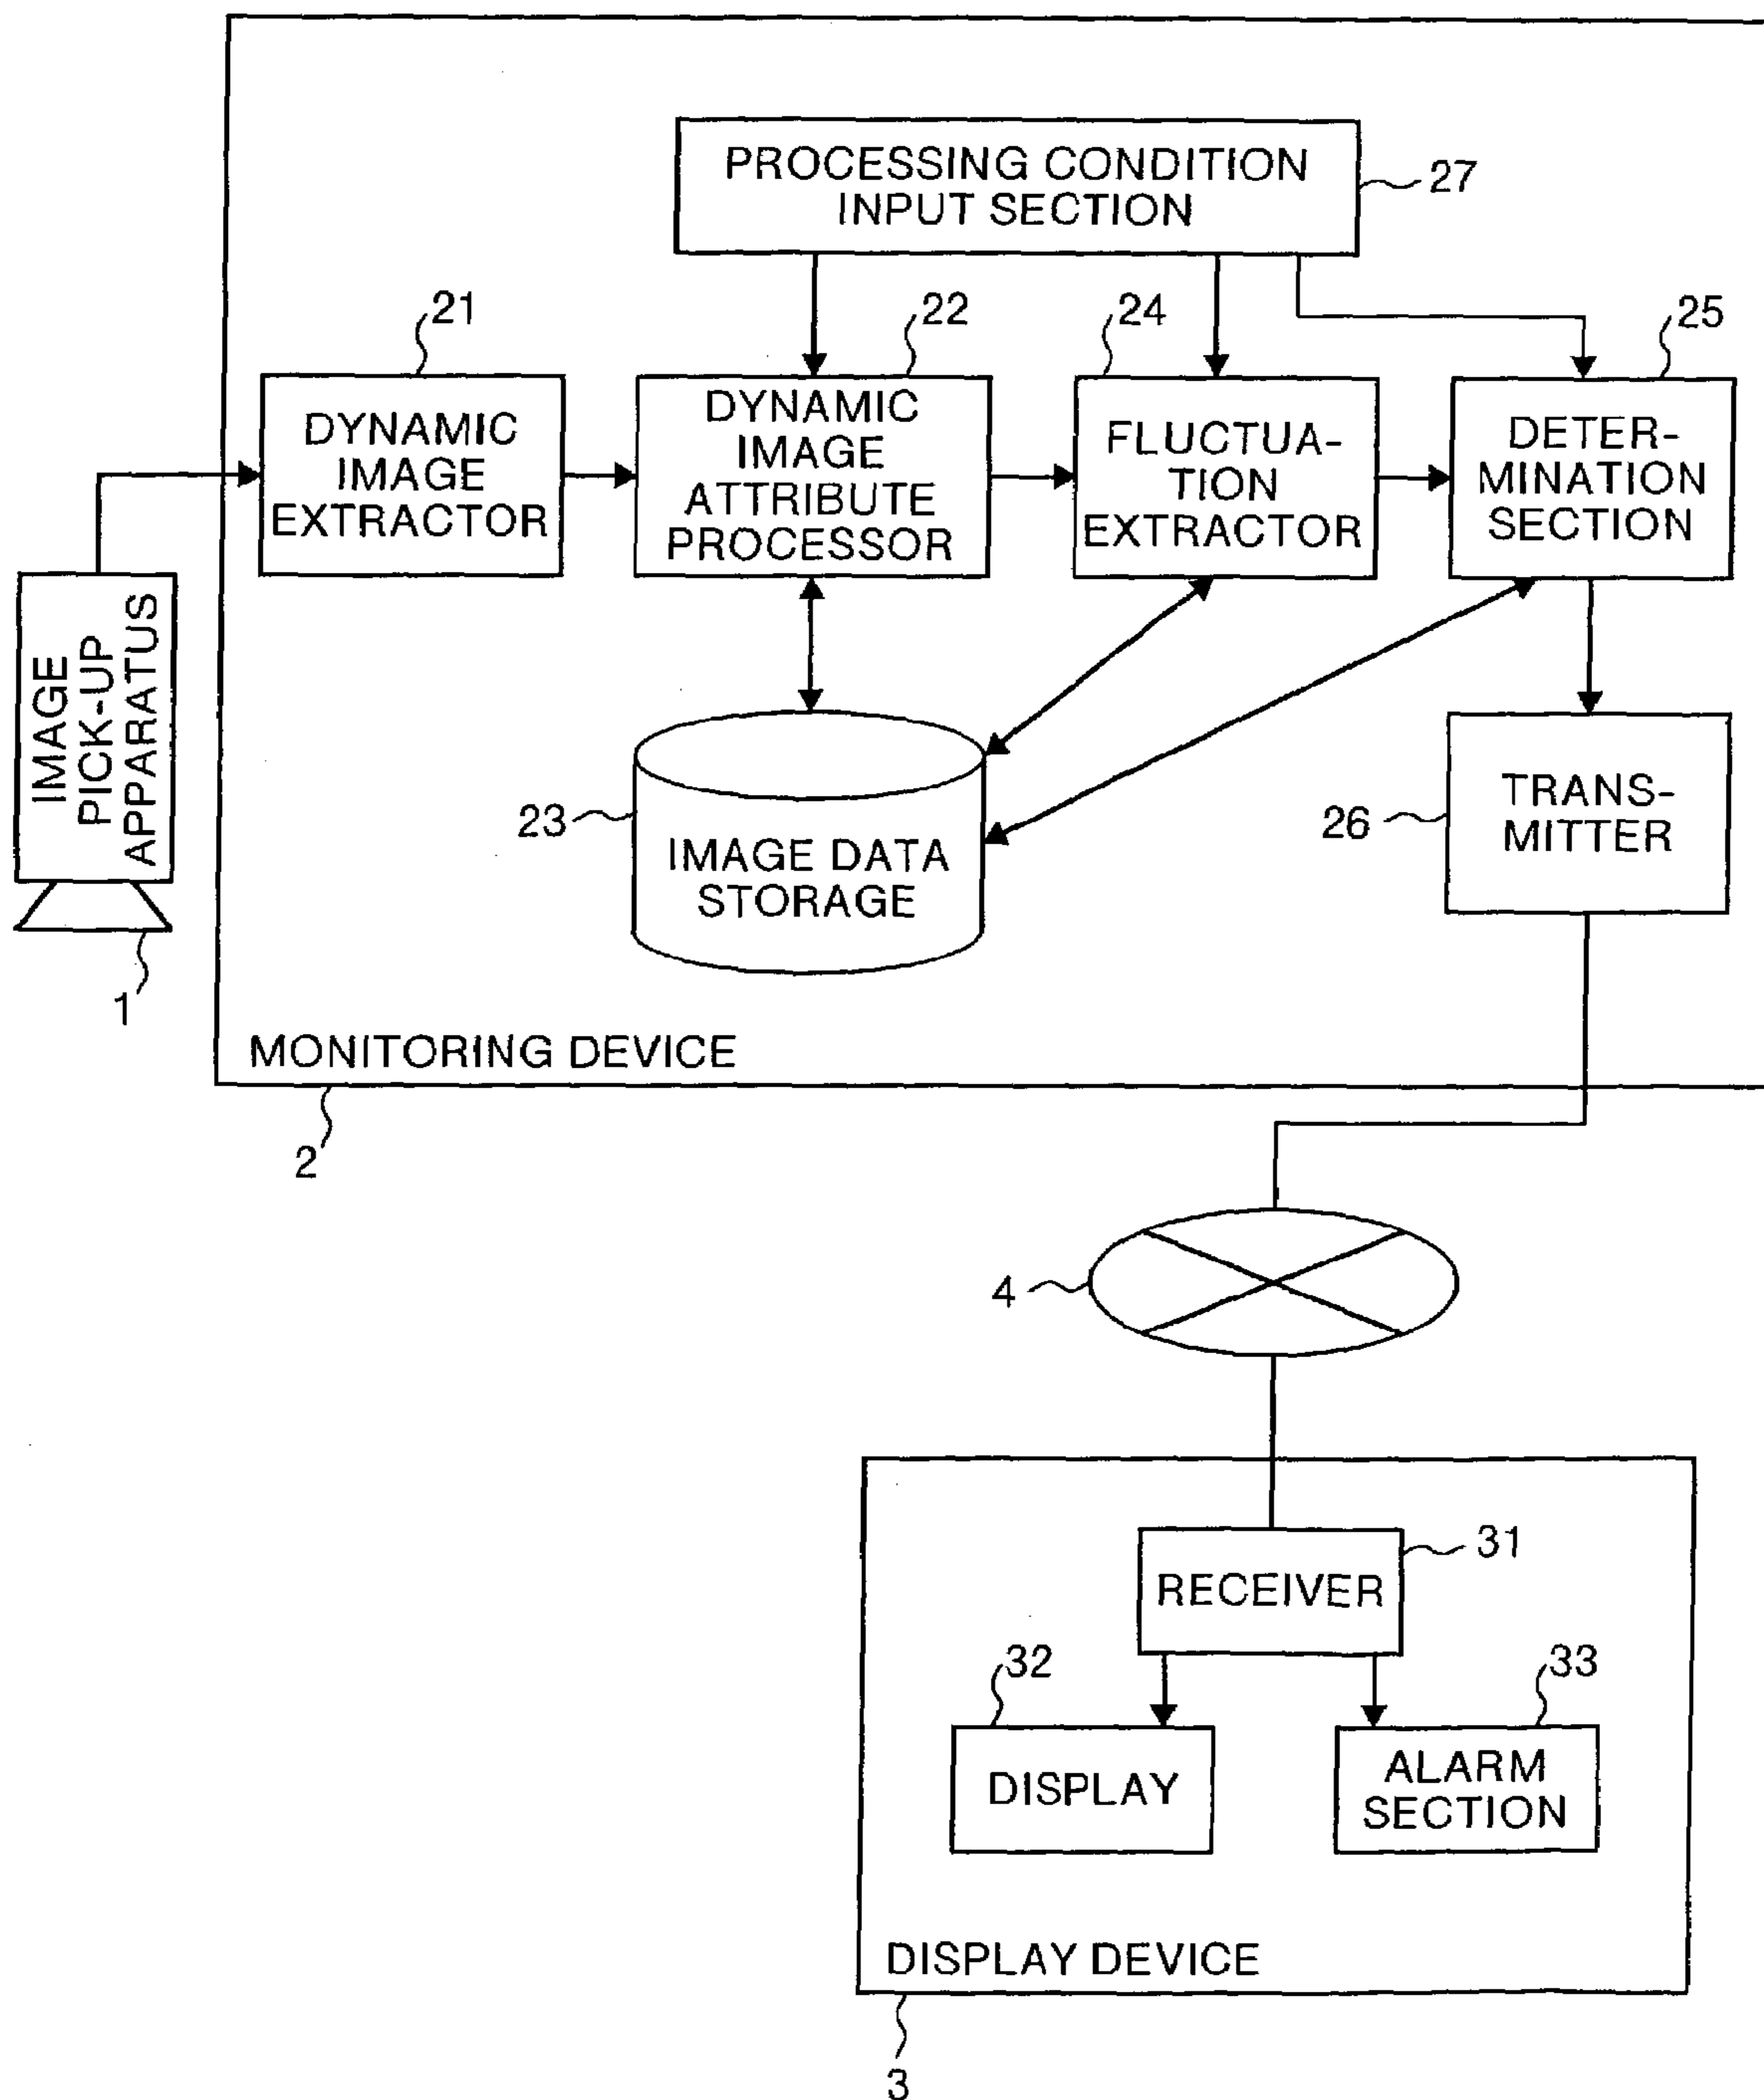 PROCESSING CONDITION
INPUT SECTION
27
21
22
24
25
DYNAMIC
IMAGE
EXTRACTOR
DYNAMIC
IMAGE
ATTRIBUTE
PROCESSOR
FLUCTUA-
TION
EXTRACTOR
DETER-
MINATION
SECTION
IMAGE
PICK-UP
APPARATUS
1
23
IMAGE DATA
STORAGE
26
TRANS-
MITTER
MONITORING DEVICE
2
4
RECEIVER
31
32
33
DISPLAY
ALARM
SECTION
DISPLAY DEVICE
3